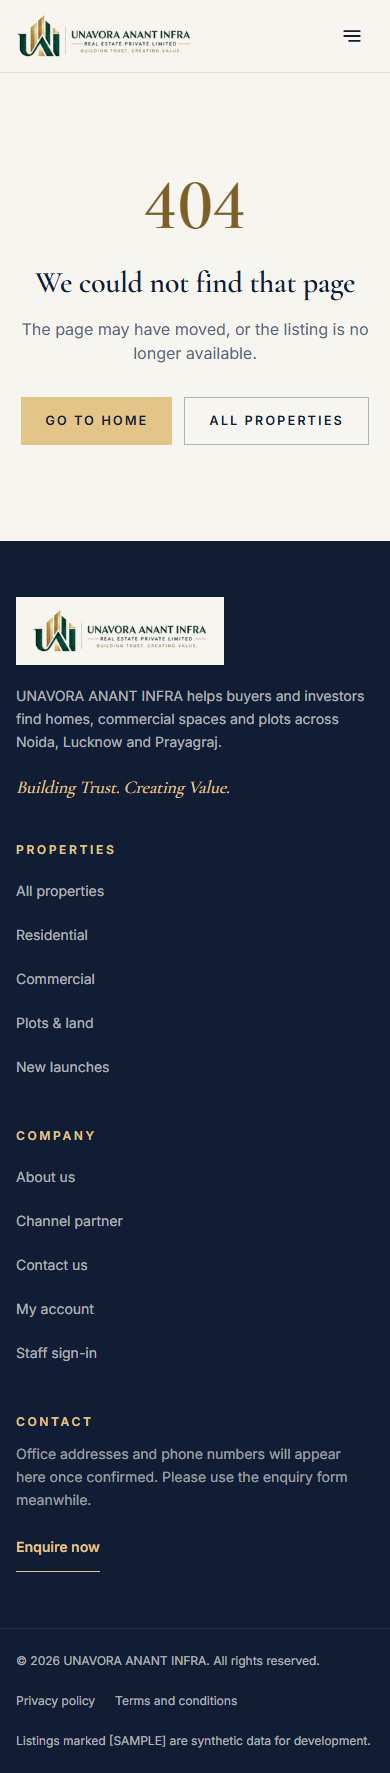 UNAVORA ANANT INFRA
REAL ESTATE PRIVATE LIMITED
BUILDING TRUST. CREATING VALUE.
404
We could not find that page
The page may have moved, or the listing is no
longer available.
GO TO HOME
ALL PROPERTIES
UNAVORA ANANT INFRA
REAL ESTATE PRIVATE LIMITED
BUILDING TRUST. CREATING VALUE.
UNAVORA ANANT INFRA helps buyers and investors
find homes, commercial spaces and plots across
Noida, Lucknow and Prayagraj.
Building Trust. Creating Value.
PROPERTIES
All properties
Residential
Commercial
Plots & land
New launches
COMPANY
About us
Channel partner
Contact us
My account
Staff sign-in
CONTACT
Office addresses and phone numbers will appear
here once confirmed. Please use the enquiry form
meanwhile.
Enquire now
© 2026 UNAVORA ANANT INFRA. All rights reserved.
Privacy policy
Terms and conditions
Listings marked [SAMPLE] are synthetic data for development.